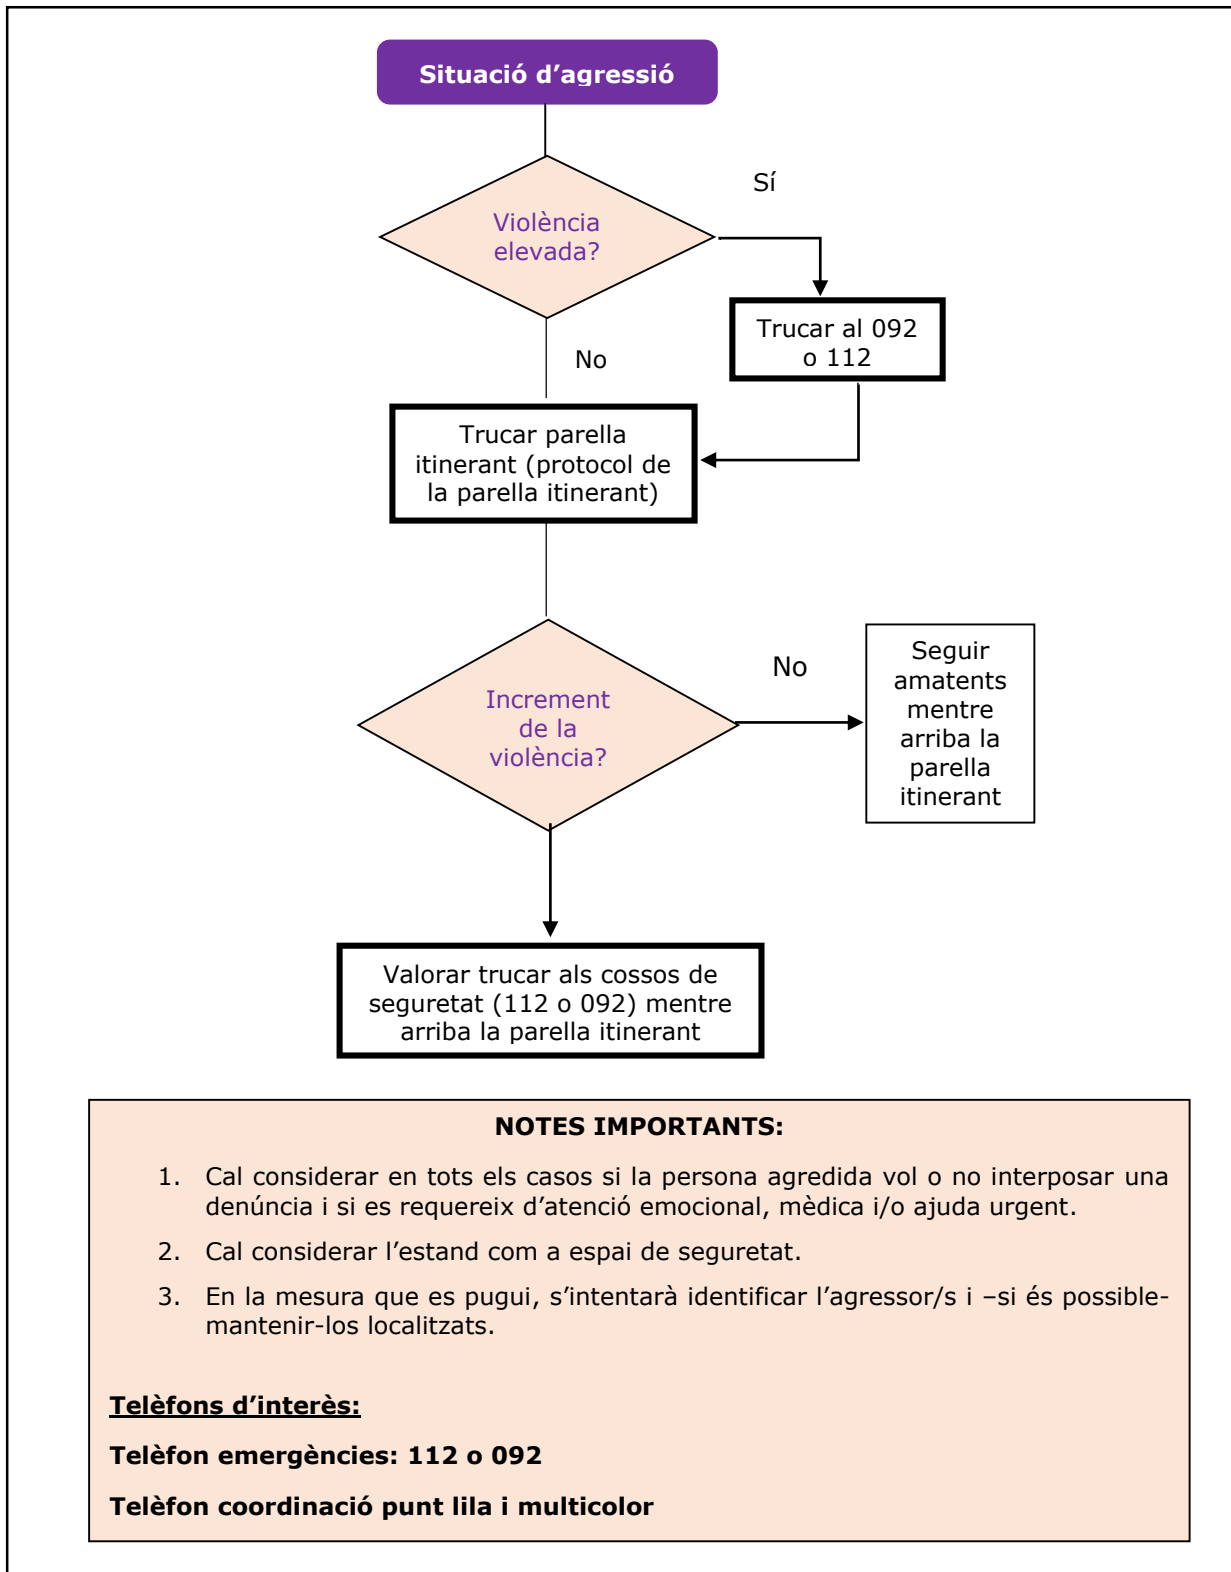 Situació d’agressió
Sí
Violència
elevada?
Trucar al 092
o 112
No
Trucar parella
itinerant (protocol de
la parella itinerant)
No
Seguir
amatents
mentre
arriba la
parella
itinerant
Increment
de la
violència?
Valorar trucar als cossos de
seguretat (112 o 092) mentre
arriba la parella itinerant
NOTES IMPORTANTS:
1. Cal considerar en tots els casos si la persona agredida vol o no interposar una
denúncia i si es requereix d’atenció emocional, mèdica i/o ajuda urgent.
2. Cal considerar l’estand com a espai de seguretat.
3. En la mesura que es pugui, s’intentarà identificar l’agressor/s i –si és possible-
mantenir-los localitzats.
Telèfons d’interès:
Telèfon emergències: 112 o 092
Telèfon coordinació punt lila i multicolor